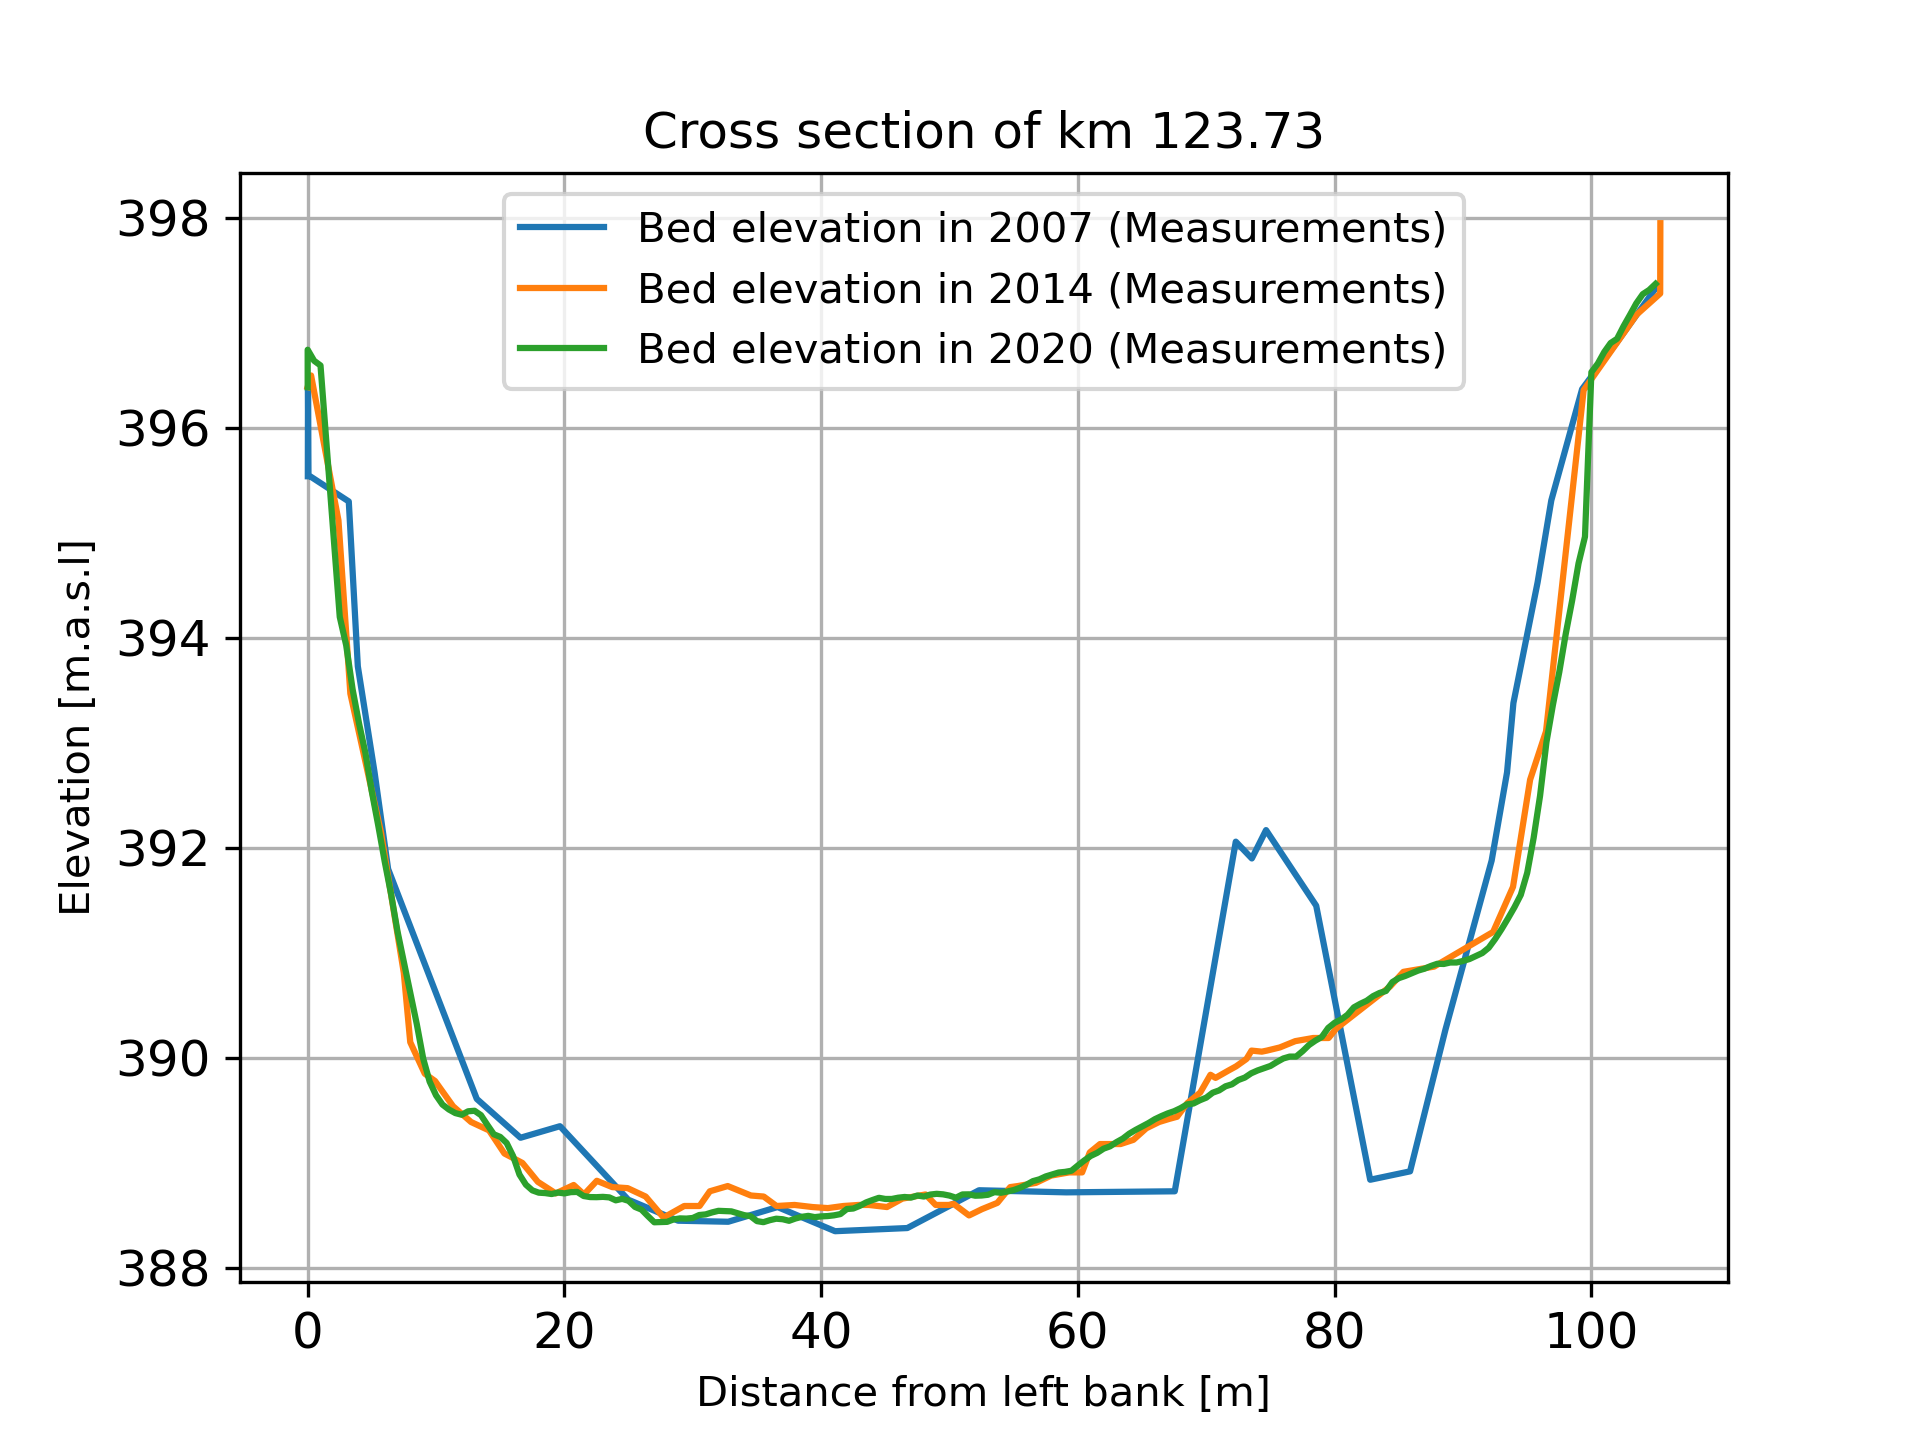 Cross section of km 123.73
Bed elevation in 2007 (Measurements)
Bed elevation in 2014 (Measurements)
Bed elevation in 2020 (Measurements)
Elevation [m.a.s.l]
398
396
394
392
390
388
0 20 40 60 80 100
Distance from left bank [m]